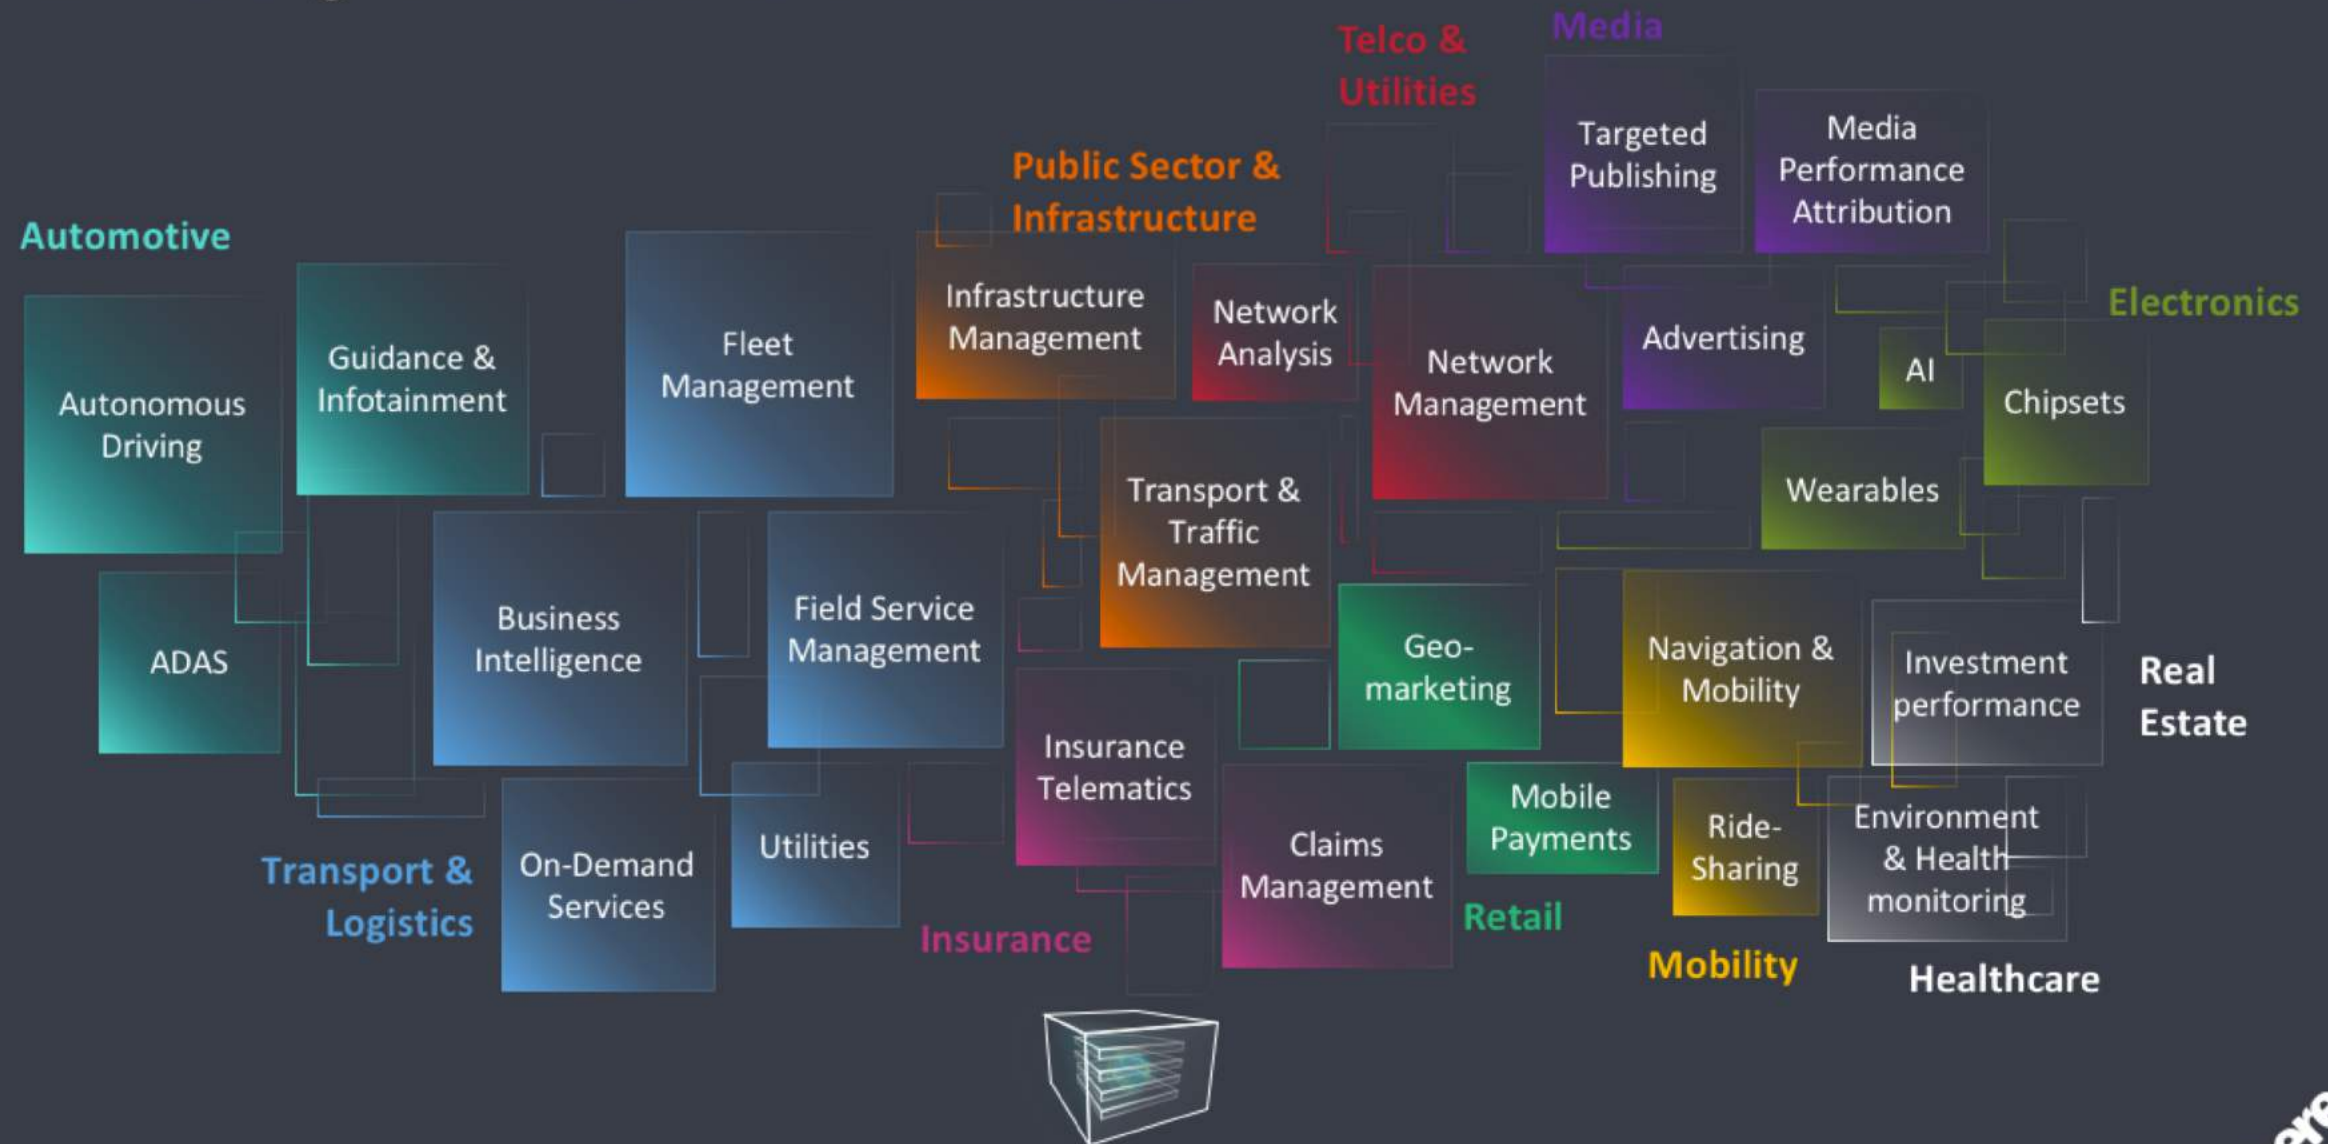 Telco &
Utilities
Media
Public Sector &
Infrastructure
Automotive
Electronics
Targeted
Publishing
Media
Performance
Attribution
Infrastructure
Management
Network
Analysis
Network
Management
Advertising
AI
Chipsets
Wearables
Fleet
Management
Guidance &
Infotainment
Autonomous
Driving
ADAS
Business
Intelligence
Field Service
Management
Transport &
Traffic
Management
Geo-
marketing
Navigation &
Mobility
Investment
performance
Real
Estate
Insurance
Telematics
Claims
Management
Mobile
Payments
Ride-
Sharing
Environment
& Health
monitoring
Transport &
Logistics
On-Demand
Services
Utilities
Insurance
Retail
Mobility
Healthcare